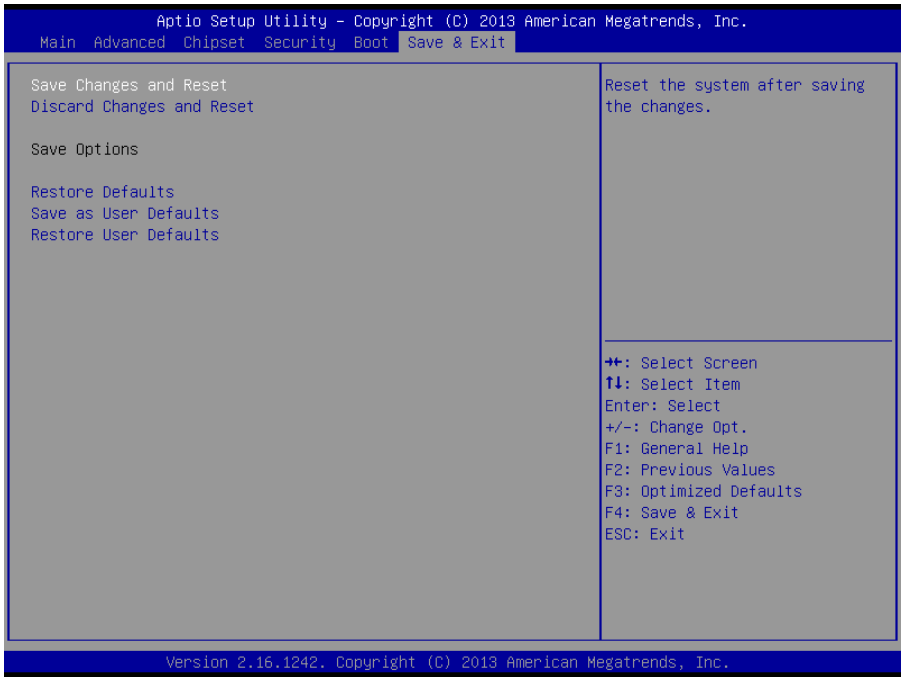 Aptio Setup Utility – Copyright (C) 2013 American Megatrends, Inc.
Main Advanced Chipset Security Boot Save & Exit
Save Changes and Reset
Discard Changes and Reset
Save Options
Restore Defaults
Save as User Defaults
Restore User Defaults
Reset the system after saving
the changes.
→←: Select Screen
↑↓: Select Item
Enter: Select
+/-: Change Opt.
F1: General Help
F2: Previous Values
F3: Optimized Defaults
F4: Save & Exit
ESC: Exit
Version 2.16.1242. Copyright (C) 2013 American Megatrends, Inc.